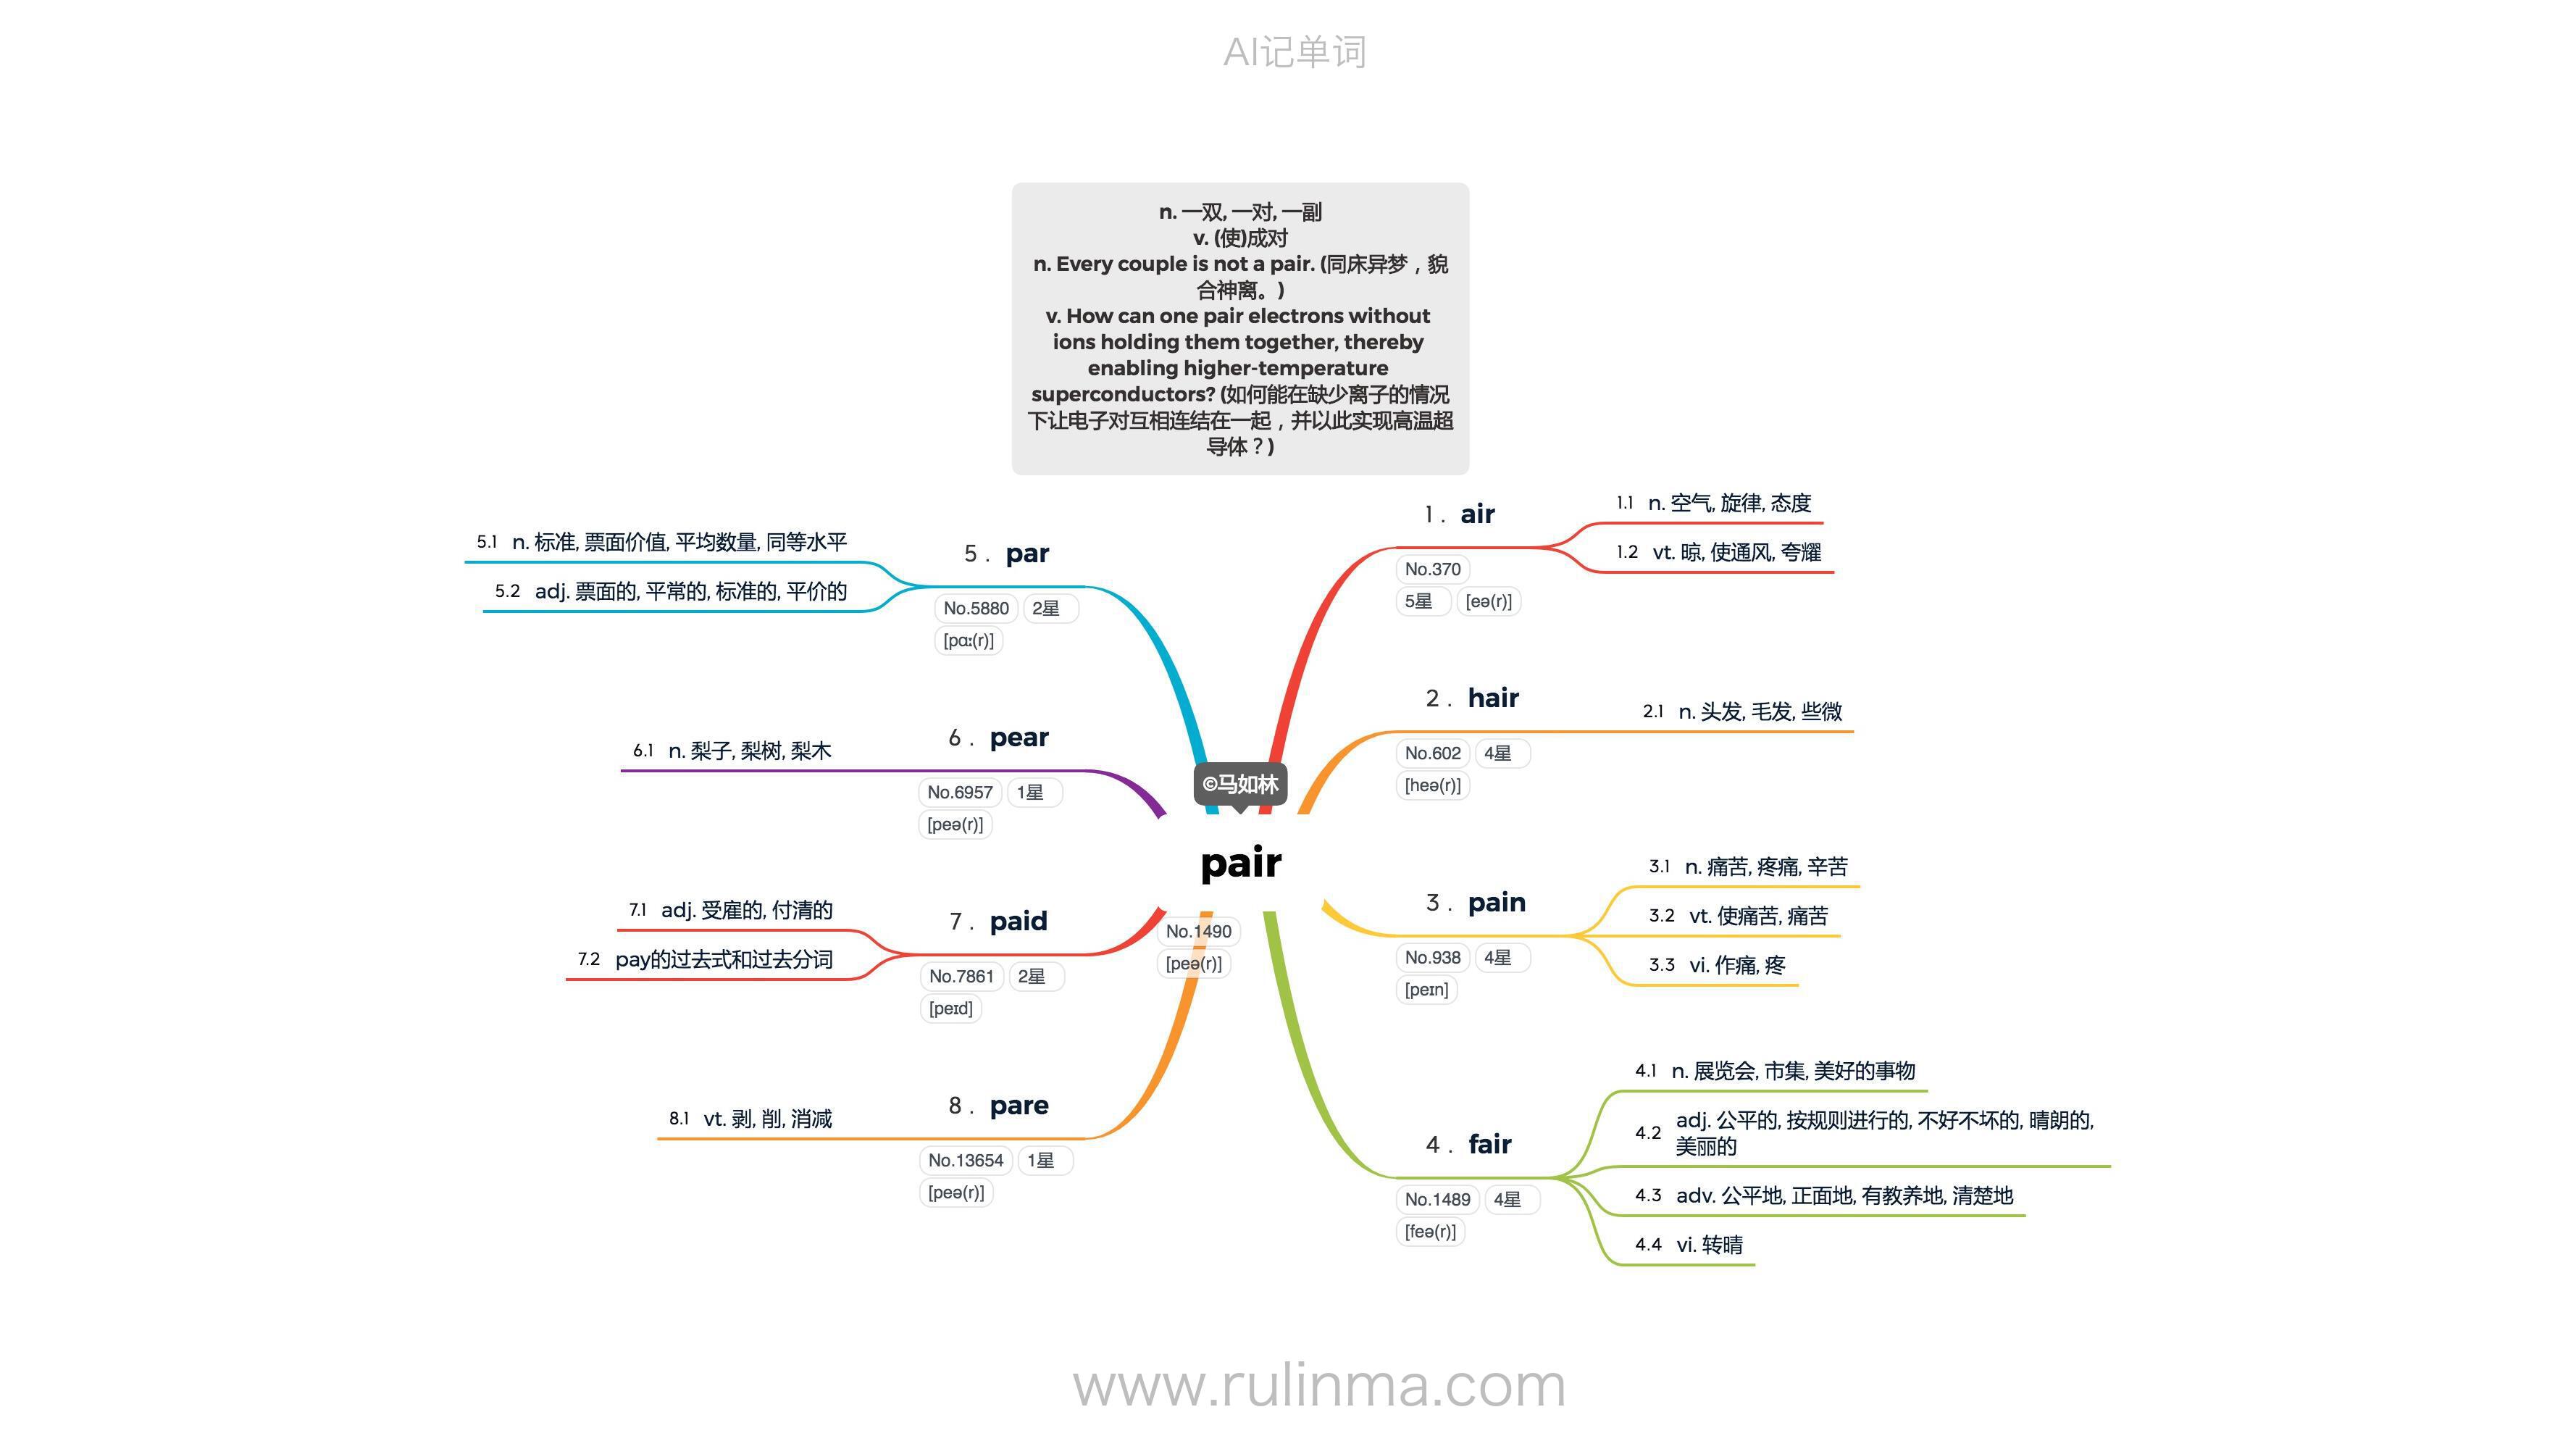 AI记单词
n. 一双, 一对, 一副
v. (使)成对
n. Every couple is not a pair. (同床异梦，貌
合神离。)
v. How can one pair electrons without
ions holding them together, thereby
enabling higher-temperature
superconductors? (如何能在缺少离子的情况
下让电子对互相连结在一起，并以此实现高温超
导体？)
©马如林
pair
No.1490
[peə(r)]
1. air
No.370
5星 [eə(r)]
1.1 n. 空气, 旋律, 态度
1.2 vt. 晾, 使通风, 夸耀
2. hair
No.602 4星
[heə(r)]
2.1 n. 头发, 毛发, 些微
3. pain
No.938 4星
[peɪn]
3.1 n. 痛苦, 疼痛, 辛苦
3.2 vt. 使痛苦, 痛苦
3.3 vi. 作痛, 疼
4. fair
No.1489 4星
[feə(r)]
4.1 n. 展览会, 市集, 美好的事物
4.2 adj. 公平的, 按规则进行的, 不好不坏的, 晴朗的,
美丽的
4.3 adv. 公平地, 正面地, 有教养地, 清楚地
4.4 vi. 转晴
5. par
No.5880 2星
[pɑː(r)]
5.1 n. 标准, 票面价值, 平均数量, 同等水平
5.2 adj. 票面的, 平常的, 标准的, 平价的
6. pear
No.6957 1星
[peə(r)]
6.1 n. 梨子, 梨树, 梨木
7. paid
No.7861 2星
[peɪd]
7.1 adj. 受雇的, 付清的
7.2 pay的过去式和过去分词
8. pare
No.13654 1星
[peə(r)]
8.1 vt. 剥, 削, 消减
www.rulinma.com